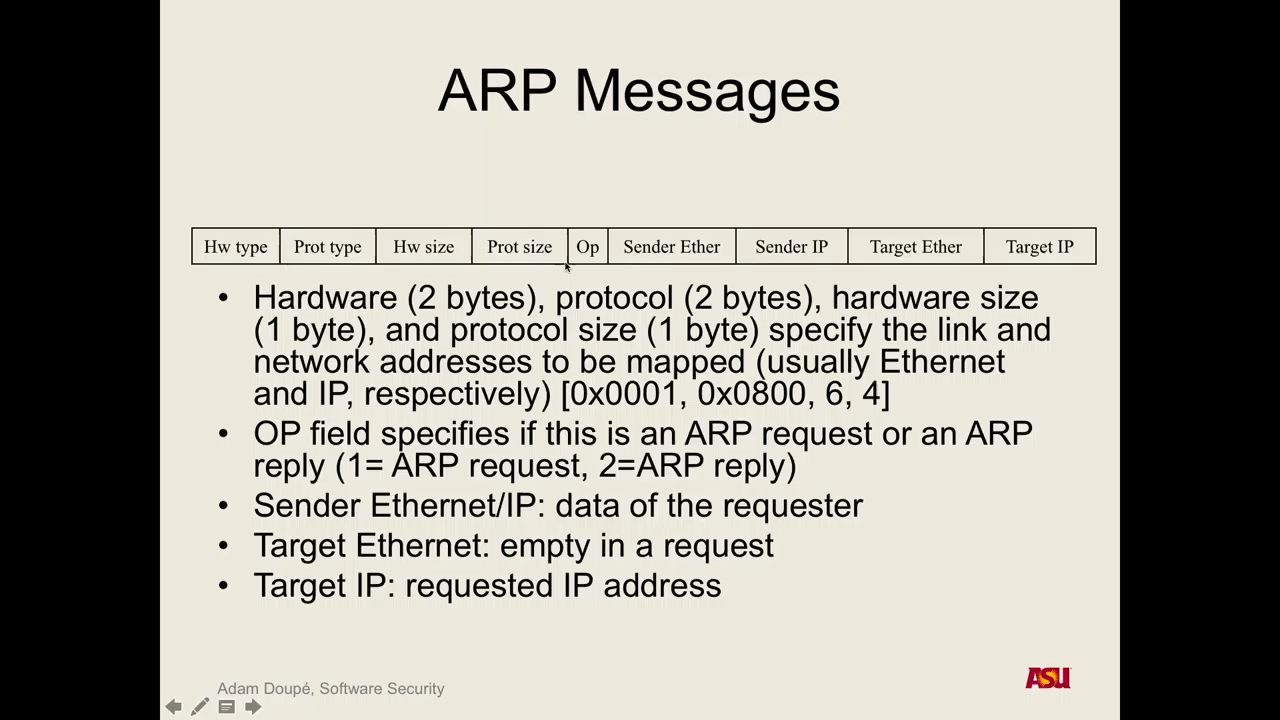 ARP Messages
Hw type Prot type Hw size Prot size Op Sender Ether Sender IP Target Ether Target IP
• Hardware (2 bytes), protocol (2 bytes), hardware size
(1 byte), and protocol size (1 byte) specify the link and
network addresses to be mapped (usually Ethernet
and IP, respectively) [0x0001, 0x0800, 6, 4]
• OP field specifies if this is an ARP request or an ARP
reply (1= ARP request, 2=ARP reply)
• Sender Ethernet/IP: data of the requester
• Target Ethernet: empty in a request
• Target IP: requested IP address
Adam Doupé, Software Security
ASU